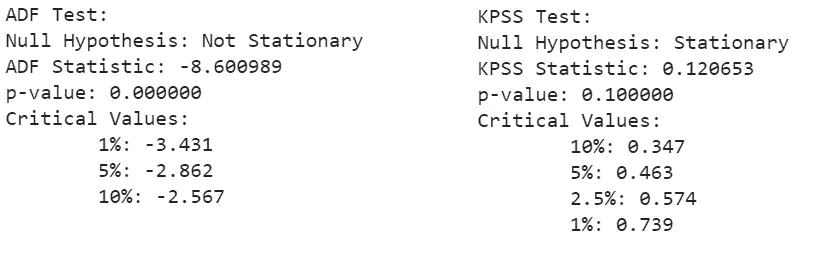 ADF Test:
Null Hypothesis: Not Stationary
ADF Statistic: -8.600989
p-value: 0.000000
Critical Values:
1%: -3.431
5%: -2.862
10%: -2.567
KPSS Test:
Null Hypothesis: Stationary
KPSS Statistic: 0.120653
p-value: 0.100000
Critical Values:
10%: 0.347
5%: 0.463
2.5%: 0.574
1%: 0.739